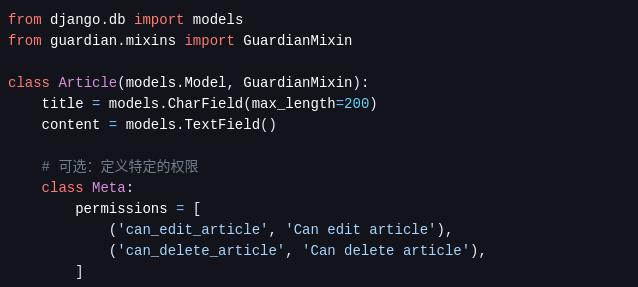 from django.db import models
from guardian.mixins import GuardianMixin

class Article(models.Model, GuardianMixin):
    title = models.CharField(max_length=200)
    content = models.TextField()

    # 可选：定义特定的权限
    class Meta:
        permissions = [
            ('can_edit_article', 'Can edit article'),
            ('can_delete_article', 'Can delete article'),
        ]